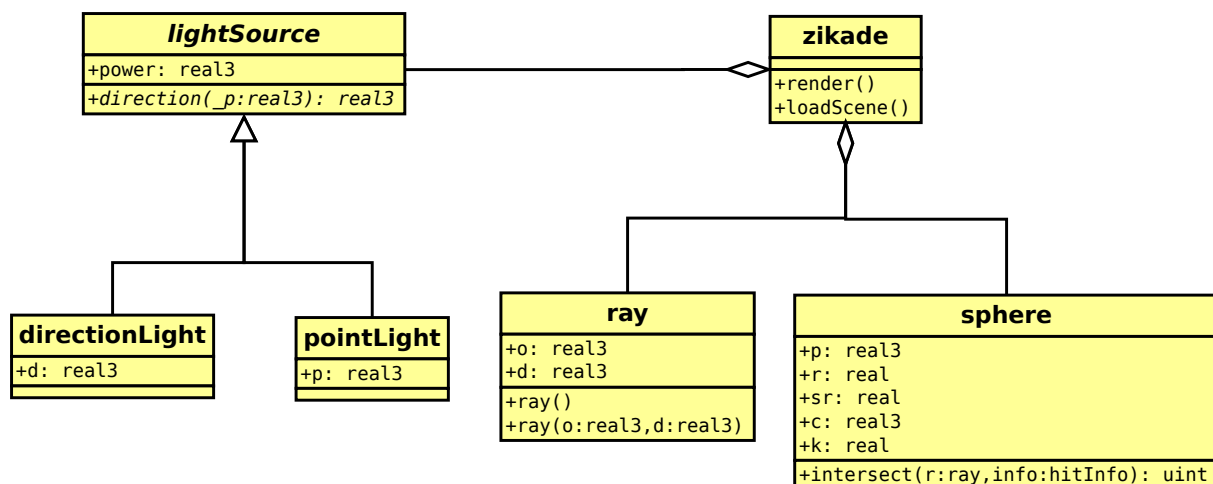 lightSource
+power: real3
+direction(_p:real3): real3
zikade
+render()
+loadScene()
directionLight
+d: real3
pointLight
+p: real3
ray
+o: real3
+d: real3
+ray()
+ray(o:real3,d:real3)
sphere
+p: real3
+r: real
+sr: real
+c: real3
+k: real
+intersect(r:ray,info:hitInfo): uint